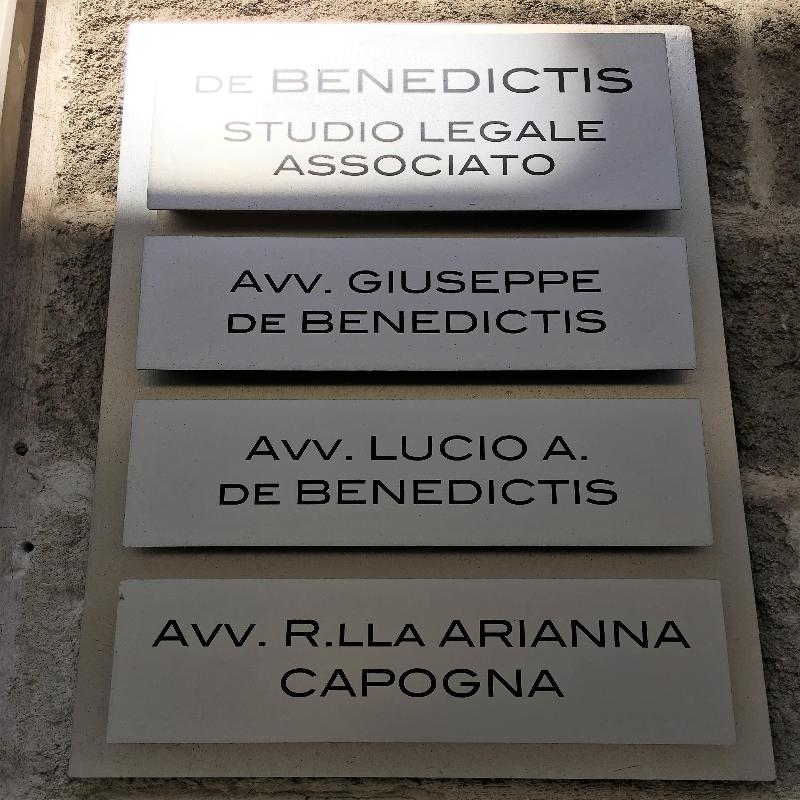 DE BENEDICTIS
STUDIO LEGALE
ASSOCIATO
AVV. GIUSEPPE
DE BENEDICTIS
AVV. LUCIO A.
DE BENEDICTIS
AVV. R.LLA ARIANNA
CAPOGNA